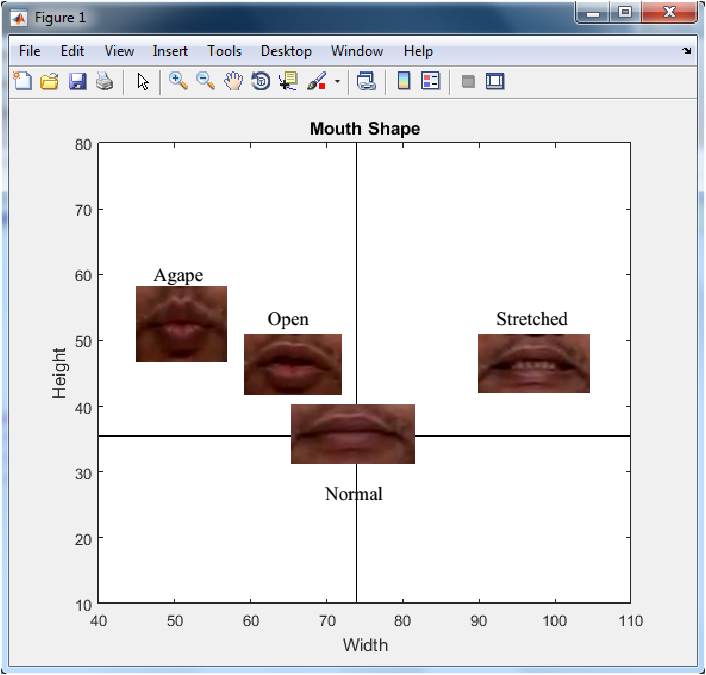 Figure 1
File Edit View Insert Tools Desktop Window Help
Mouth Shape
80
70
60
50
40
30
20
10
Height
Agape
Open
Stretched
Normal
40 50 60 70 80 90 100 110
Width